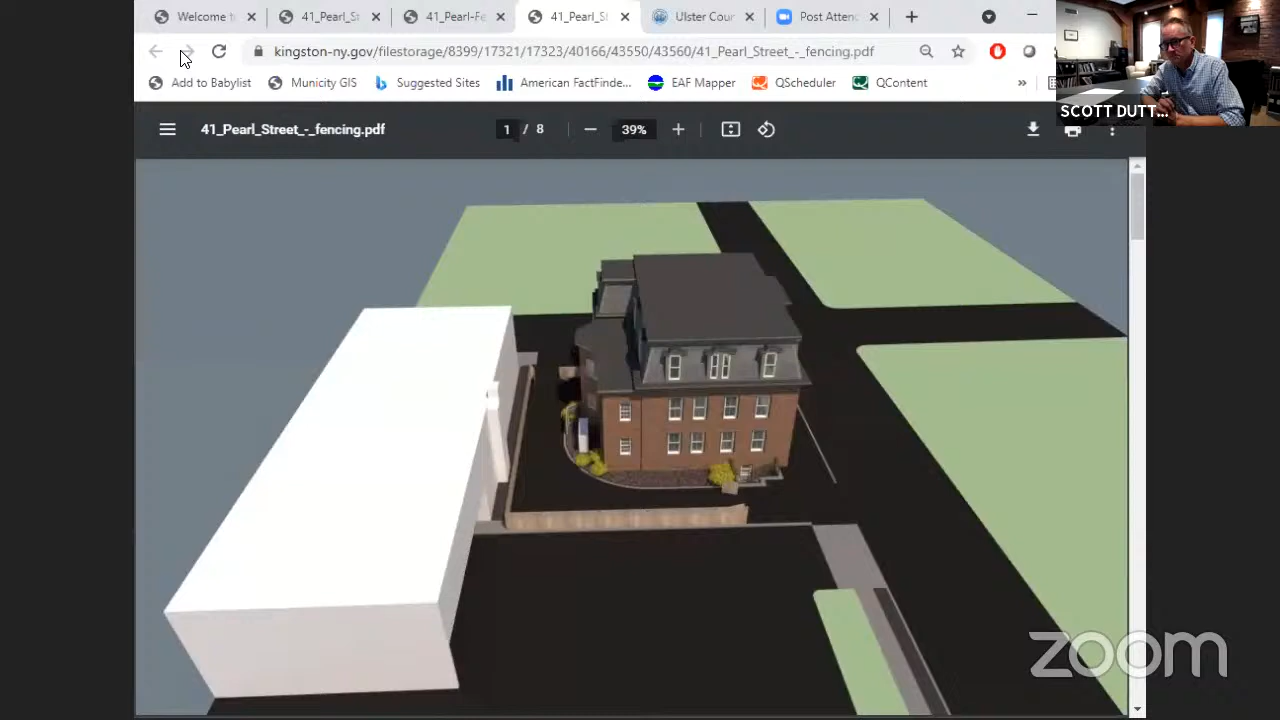 Welcome t
41_Pearl_St
41_Pearl-Fe
41_Pearl_St
Ulster Cour
Post Attenc
kingston-ny.gov/filestorage/8399/17321/17323/40166/43550/43560/41_Pearl_Street_-_fencing.pdf
Add to Babylist
Municity GIS
Suggested Sites
American FactFinde...
EAF Mapper
QScheduler
QContent
»
SCOTT DUTT...
41_Pearl_Street_-_fencing.pdf
1 / 8
39%
zoom